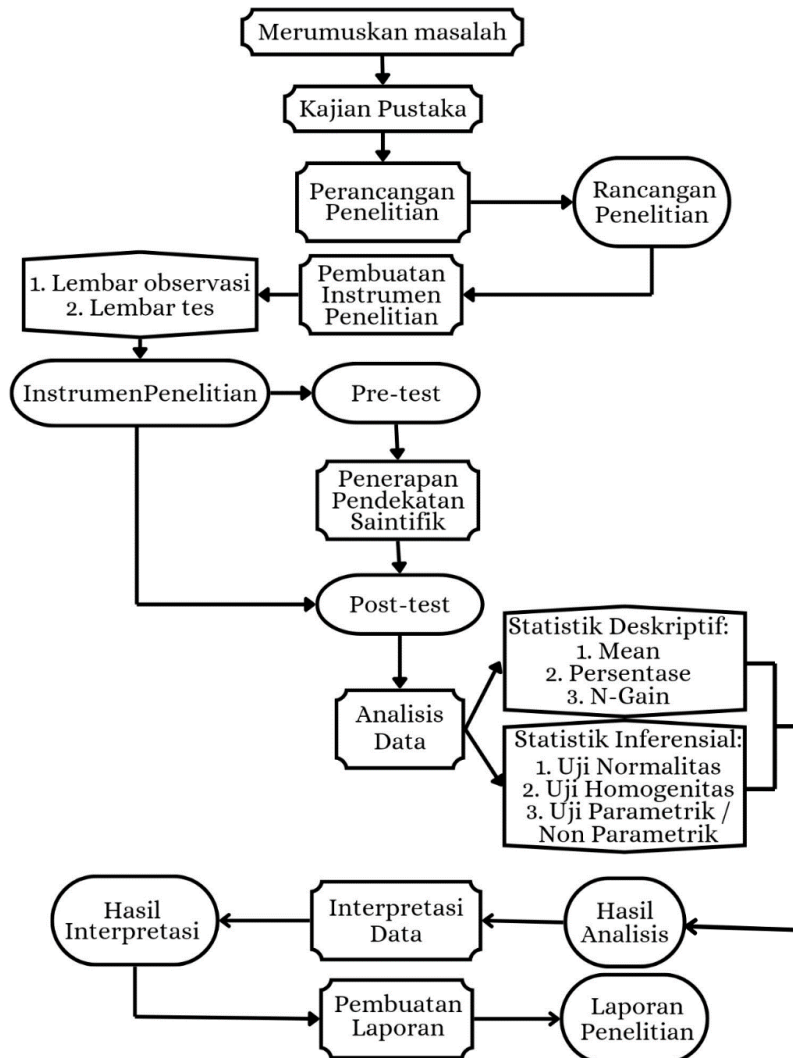 Merumuskan masalah
Kajian Pustaka
Perancangan
Penelitian
Rancangan
Penelitian
Pembuatan
Instrumen
Penelitian
1. Lembar observasi
2. Lembar tes
InstrumenPenelitian
Pre-test
Penerapan
Pendekatan
Saintifik
Post-test
Analisis
Data
Statistik Deskriptif:
1. Mean
2. Persentase
3. N-Gain
Statistik Inferensial:
1. Uji Normalitas
2. Uji Homogenitas
3. Uji Parametrik /
Non Parametrik
Hasil
Analisis
Interpretasi
Data
Hasil
Interpretasi
Pembuatan
Laporan
Laporan
Penelitian